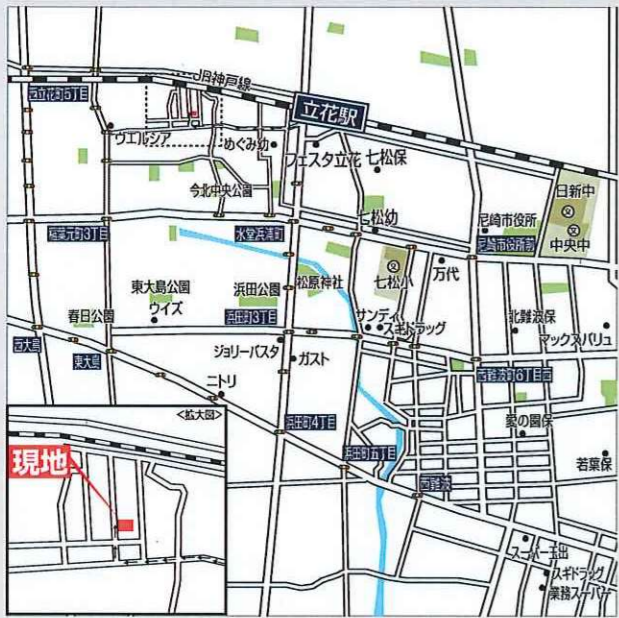 JR神戸線
西立花町5丁目
立花駅
ウエルシア
めぐみ幼
フェスタ立花
七松保
日新中
今北中央公園
七松幼
尼崎市役所
稲葉元町3丁目
水堂浜浦町
尼崎市役所前
中央中
万代
東大島公園
浜田公園
松原神社
七松小
ウイズ
春日公園
浜田町3丁目
サンディ
スギドラッグ
北難波保
マックスバリュ
西大島
東大島
ジョリーパスタ
ガスト
西難波町6丁目西
ニトリ
<拡大図>
浜田町4丁目
愛の園保
浜田町五丁目
現地
若葉保
西難波
スーパー玉出
スギドラッグ
業務スーパー